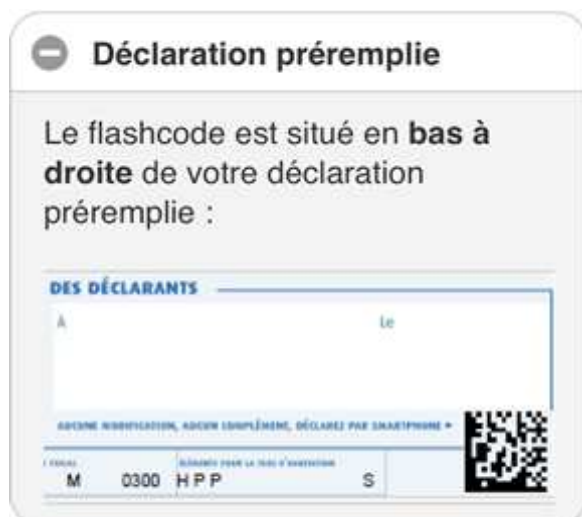 Déclaration préremplie
Le flashcode est situé en bas à
droite de votre déclaration
préremplie :
DES DÉCLARANTS
A Le
AUCUNE MODIFICATION, AUCUN COMPLÉMENT, DÉCLAREZ PAR SMARTPHONE
M 0300 HPP S